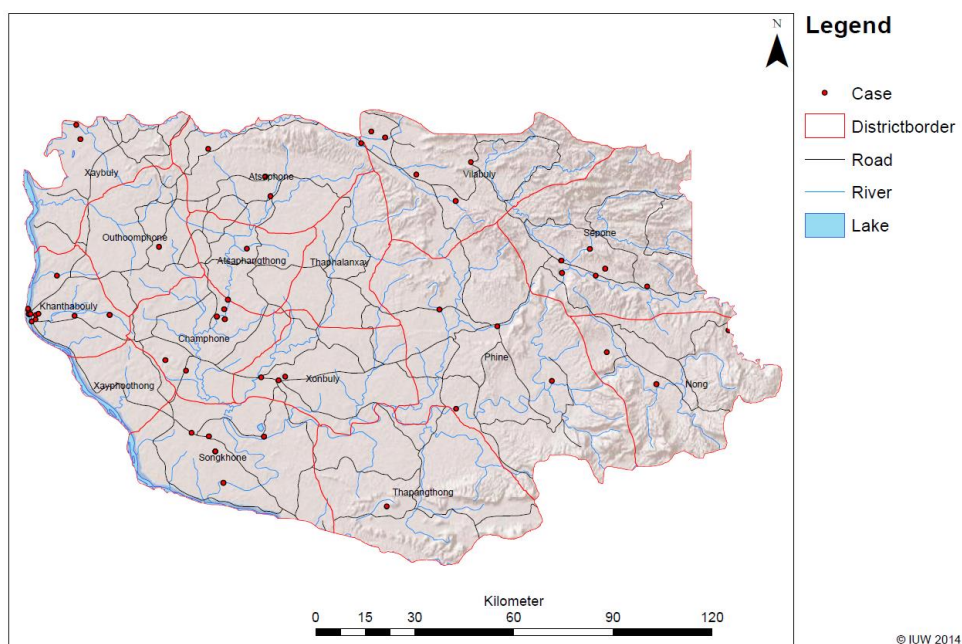 N
Legend
Case
Districtborder
Road
River
Lake
Xaybuly
Atsaphone
Vilabuly
Outhoomphone
Sepone
Atsaphangthong
Thaphalanxay
Khanthabouly
Champhone
Phine
Xayphoothong
Xonbuly
Nong
Songkhone
Thapangthong
Kilometer
0 15 30 60 90 120
© IUW 2014